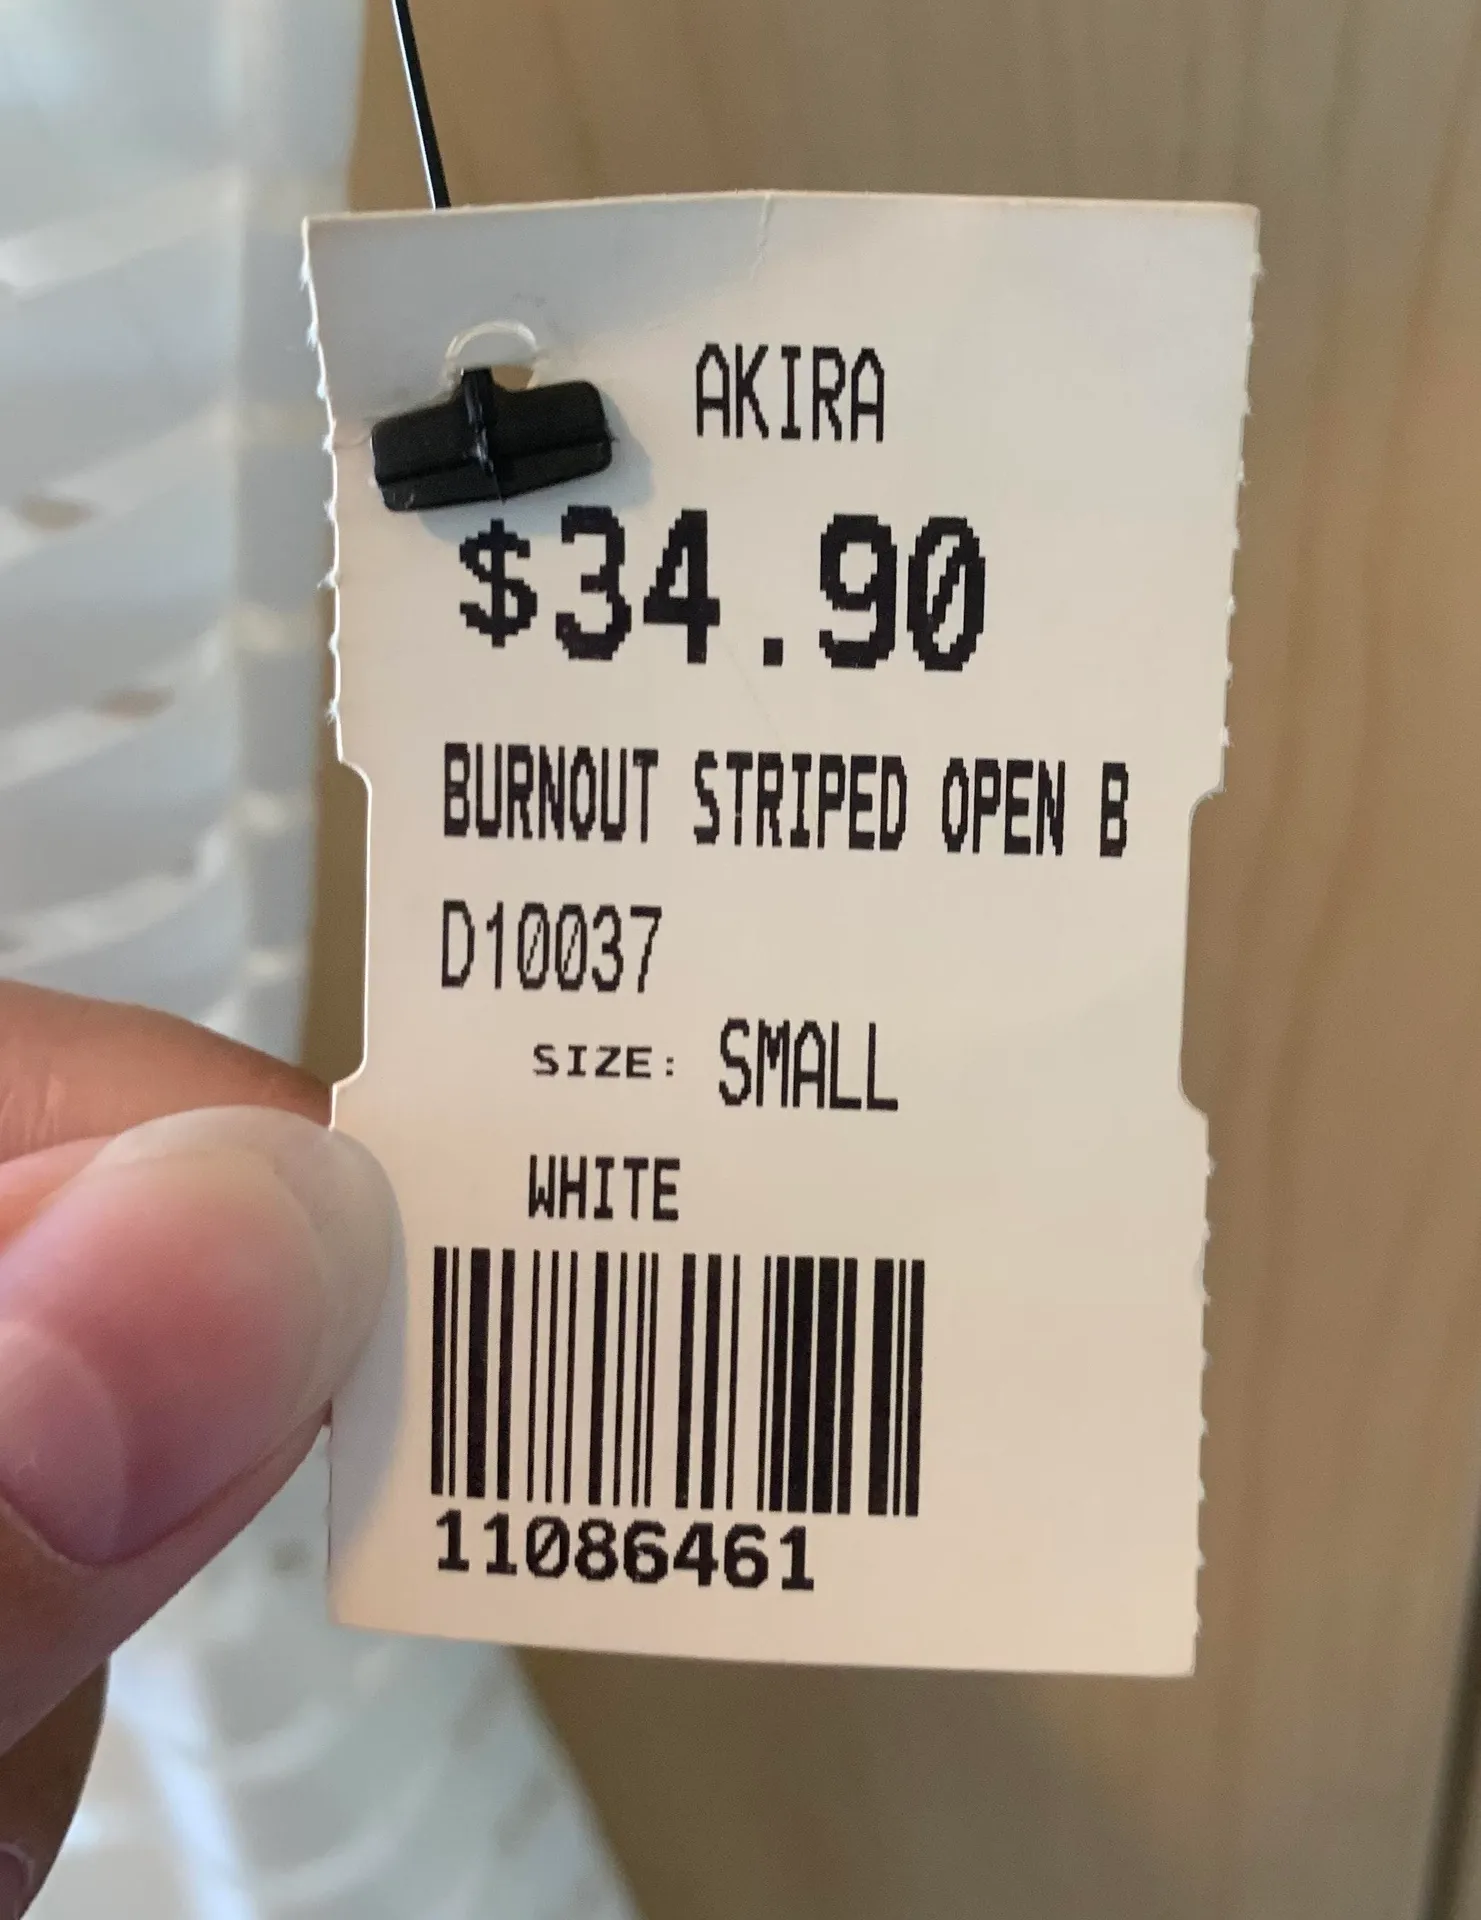 AKIRA
$34.90
BURNOUT STRIPED OPEN B
D10037
SIZE: SMALL
WHITE
11086461